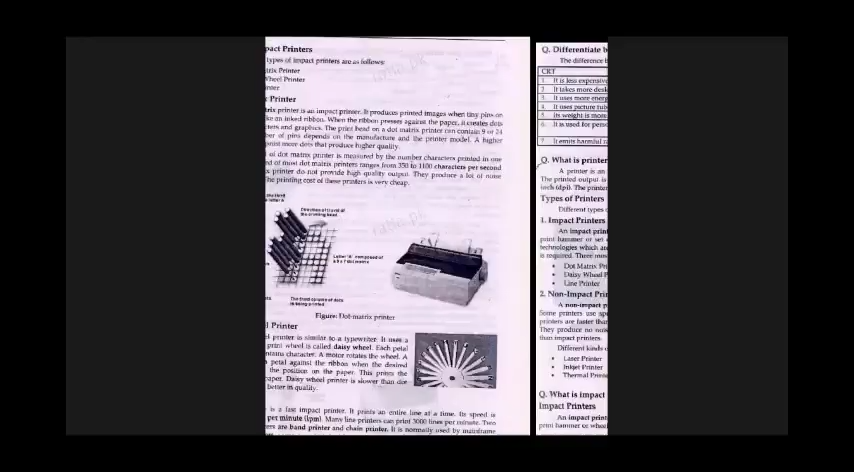 pact Printers
types of impact printers are as follows:
trix Printer
Wheel Printer
inter
x Printer
trix printer is an impact printer. It produces printed images when tiny pins on
ke an inked ribbon. When the ribbon presses against the paper, it creates dots
cters and graphics. The print head on a dot matrix printer can contain 9 or 24
ber of pins depends on the manufacture and the printer model. A higher
print more dots that produce higher quality.
of dot matrix printer is measured by the number characters printed in one
ed of most dot matrix printers ranges from 350 to 1100 characters per second
x printer do not provide high quality output. They produce a lot of noise
he printing cost of these printers is very cheap.
Direction of travel of
the printing head
Letter 'A' composed of
The third column of dots
is being printed
Figure: Dot-matrix printer
l Printer
el printer is similar to a typewriter. It uses a
print wheel is called daisy wheel. Each petal
ntains character. A motor rotates the wheel. A
petal against the ribbon when the desired
the position on the paper. This prints the
paper. Daisy wheel printer is slower than dot
better in quality.
is a fast impact printer. It prints an entire line at a time. Its speed is
per minute (lpm). Many line printers can print 3000 lines per minute. Two
ers are band printer and chain printer. It is normally used by mainframe
Q. Differentiate b
The difference b
CRT
1 It is less expensive
2 It takes more desk
3 It uses more energ
4 It uses picture tub
5 Its weight is more
6 It is used for perso
7 It emits harmful ra
Q. What is printer
A printer is an
The printed output is
inch (dpi). The printer
Types of Printers
Different types o
1. Impact Printers
An impact print
print hammer or set o
technologies which are
is required. Three mos
• Dot Matrix Pri
• Daisy Wheel P
• Line Printer
2. Non-Impact Prin
A non-impact p
Some printers use spe
printers are faster than
They produce no nois
than impact printers.
Different kinds o
• Laser Printer
• Inkjet Printer
• Thermal Printe
Q. What is impact
Impact Printers
An impact print
print hammer or wheel